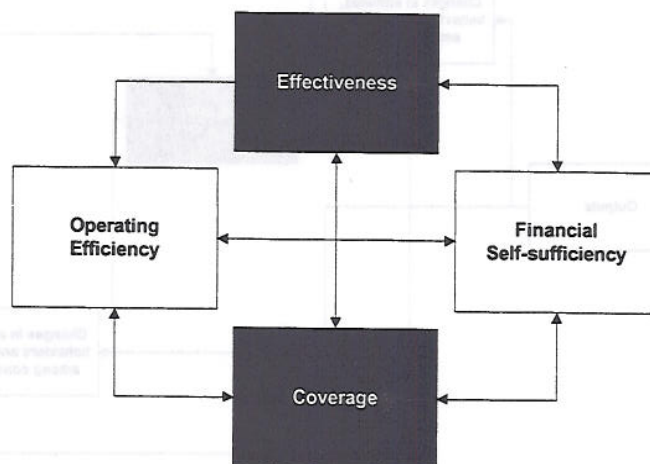 Effectiveness
Operating
Efficiency
Financial
Self-sufficiency
Coverage